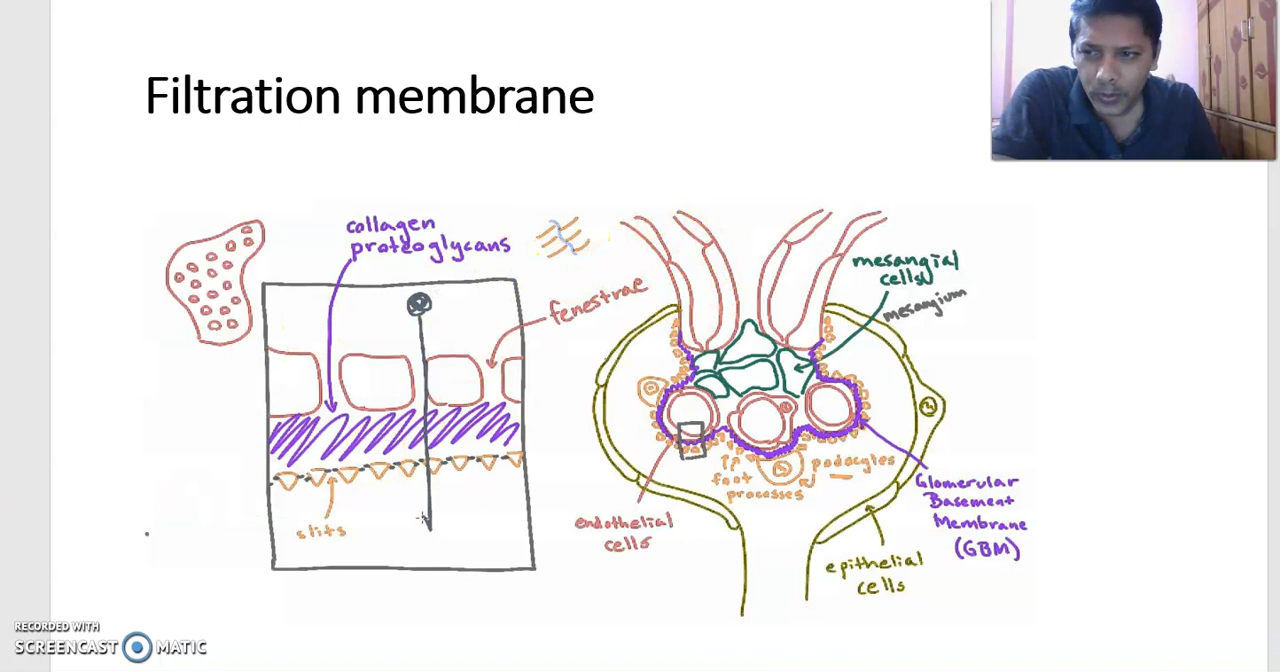 Filtration membrane
collagen
proteoglycans
fenestrae
mesangial
cells
mesangium
slits
foot
processes
podocytes
endothelial
cells
Glomerular
Basement
Membrane
(GBM)
epithelial
cells
RECORDED WITH
SCREENCAST MATIC